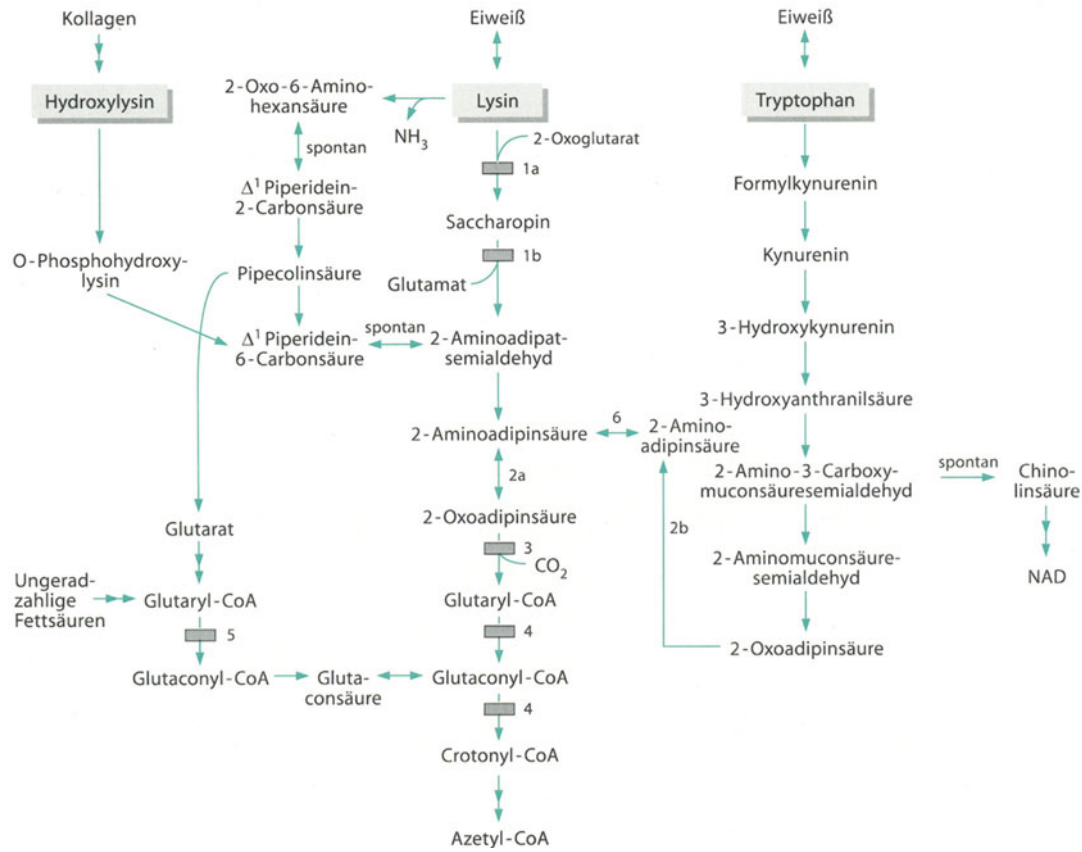 Kollagen
Eiweiß
Eiweiß
Hydroxylysin
2-Oxo-6-Amino-
hexansäure
NH3
Lysin
Tryptophan
2-Oxoglutarat
spontan
1a
Δ1 Piperidein-
2-Carbonsäure
Formylkynurenin
Saccharopin
1b
O-Phosphohydroxy-
lysin
Pipecolinsäure
Glutamat
Kynurenin
Δ1 Piperidein-
6-Carbonsäure
spontan
2-Aminoadipat-
semialdehyd
3-Hydroxykynurenin
3-Hydroxyanthranilsäure
2-Aminoadipinsäure
6
2-Amino-
adipinsäure
2a
2-Amino-3-Carboxy-
muconsäuresemialdehyd
spontan
Chino-
linsäure
2-Oxoadipinsäure
2b
Glutarat
3
CO2
2-Aminomuconsäure-
semialdehyd
NAD
Ungerad-
zahlige
Fettsäuren
Glutaryl-CoA
Glutaryl-CoA
5
4
2-Oxoadipinsäure
Glutaconyl-CoA
Gluta-
consäure
Glutaconyl-CoA
4
Crotonyl-CoA
Azetyl-CoA